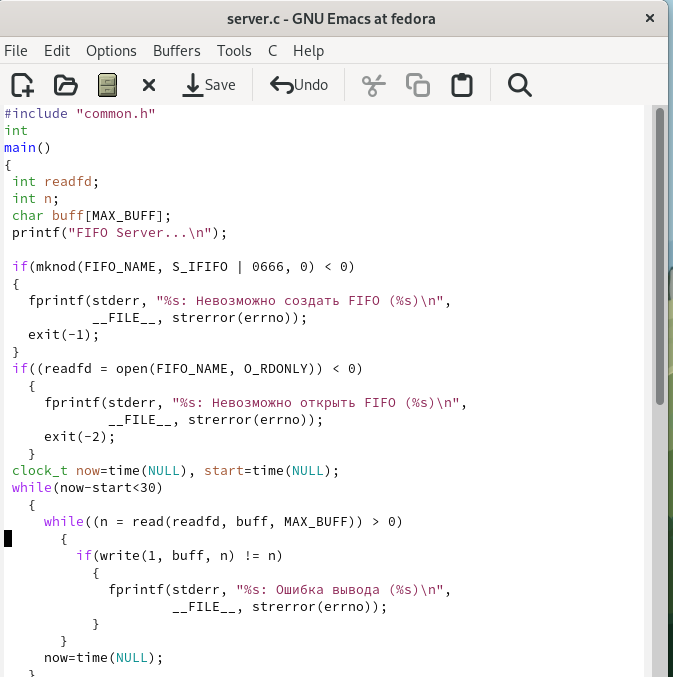 server.c - GNU Emacs at fedora
File Edit Options Buffers Tools C Help
Save Undo
#include "common.h"
int
main()
{
 int readfd;
 int n;
 char buff[MAX_BUFF];
 printf("FIFO Server...\n");
 if(mknod(FIFO_NAME, S_IFIFO | 0666, 0) < 0)
 {
   fprintf(stderr, "%s: Невозможно создать FIFO (%s)\n",
           __FILE__, strerror(errno));
   exit(-1);
 }
 if((readfd = open(FIFO_NAME, O_RDONLY)) < 0)
   {
     fprintf(stderr, "%s: Невозможно открыть FIFO (%s)\n",
             __FILE__, strerror(errno));
     exit(-2);
   }
 clock_t now=time(NULL), start=time(NULL);
 while(now-start<30)
   {
     while((n = read(readfd, buff, MAX_BUFF)) > 0)
       {
         if(write(1, buff, n) != n)
           {
             fprintf(stderr, "%s: Ошибка вывода (%s)\n",
                     __FILE__, strerror(errno));
           }
       }
     now=time(NULL);
   }